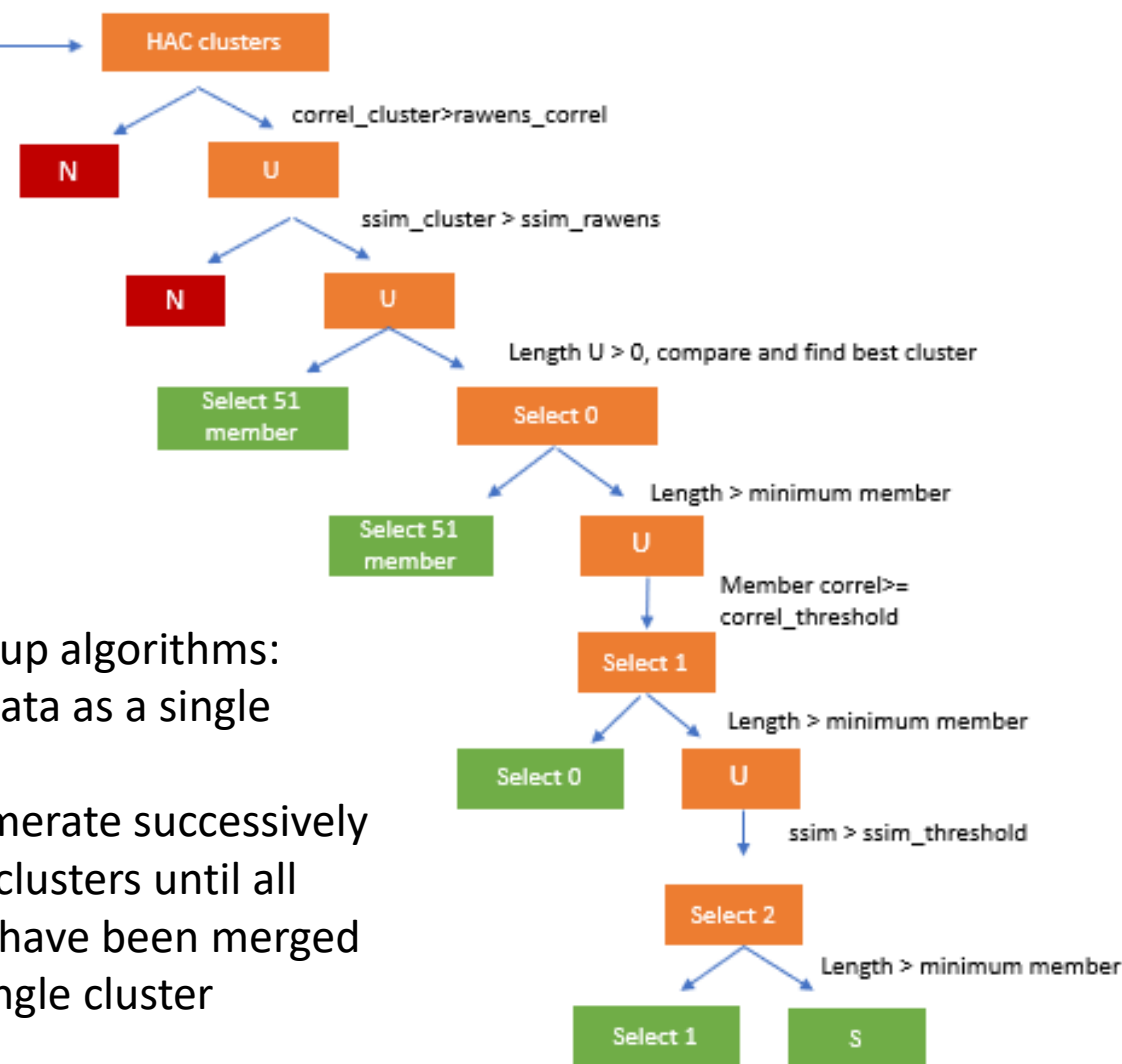 HAC clusters
correl_cluster>rawens_correl
N
U
ssim_cluster > ssim_rawens
N
U
Length U > 0, compare and find best cluster
Select 51
member
Select 0
Length > minimum member
Select 51
member
U
Member correl>=
correl_threshold
Select 1
Length > minimum member
Select 0
U
ssim > ssim_threshold
Select 2
Length > minimum member
Select 1
S
up algorithms:
ata as a single
merate successively
clusters until all
have been merged
ngle cluster